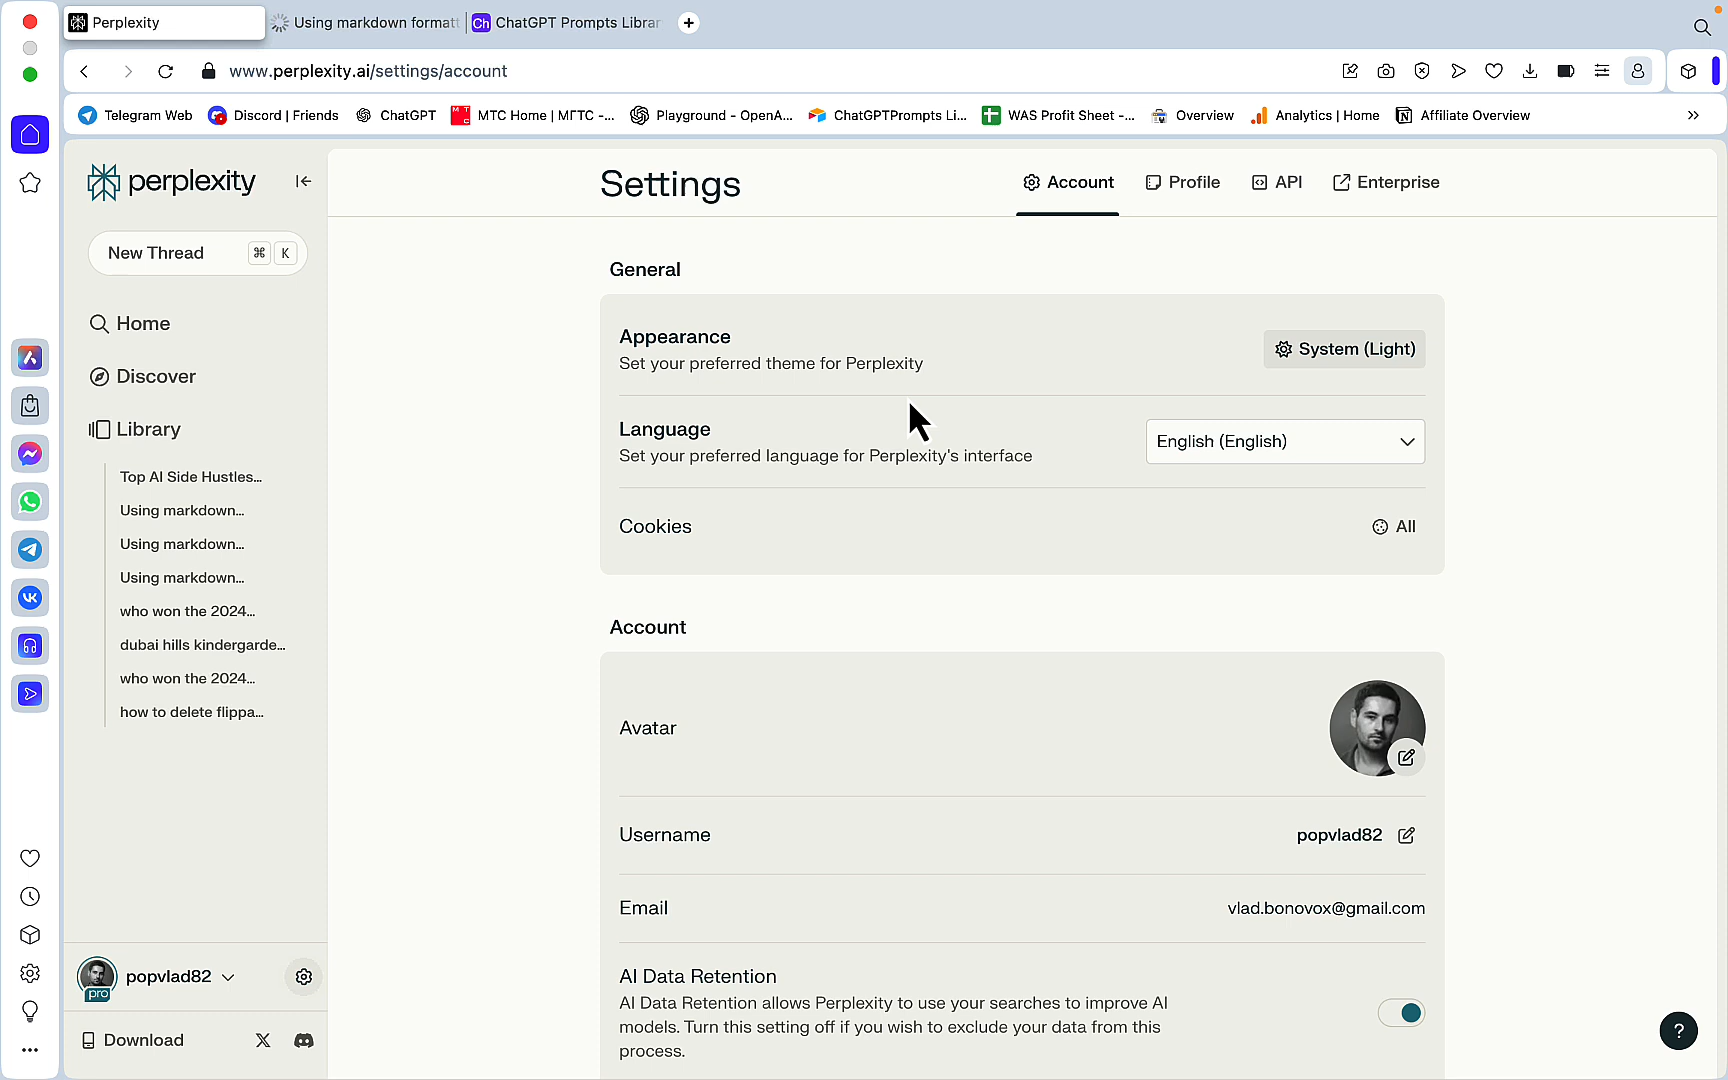 Perplexity
Using markdown formatt
Ch ChatGPT Prompts Librar
www.perplexity.ai/settings/account
Telegram Web
Discord | Friends
ChatGPT
МТС Home | МГТС -...
Playground - OpenA...
ChatGPTPrompts Li...
WAS Profit Sheet -...
Overview
Analytics | Home
Affiliate Overview
perplexity
New Thread
⌘ K
Home
Discover
Library
Top AI Side Hustles...
Using markdown...
Using markdown...
Using markdown...
who won the 2024...
dubai hills kindergarde...
who won the 2024...
how to delete flippa...
pro
popvlad82
Download
Settings
Account
Profile
API
Enterprise
General
Appearance
Set your preferred theme for Perplexity
System (Light)
Language
Set your preferred language for Perplexity's interface
English (English)
Cookies
All
Account
Avatar
Username
popvlad82
Email
vlad.bonovox@gmail.com
AI Data Retention
AI Data Retention allows Perplexity to use your searches to improve AI
models. Turn this setting off if you wish to exclude your data from this
process.
?